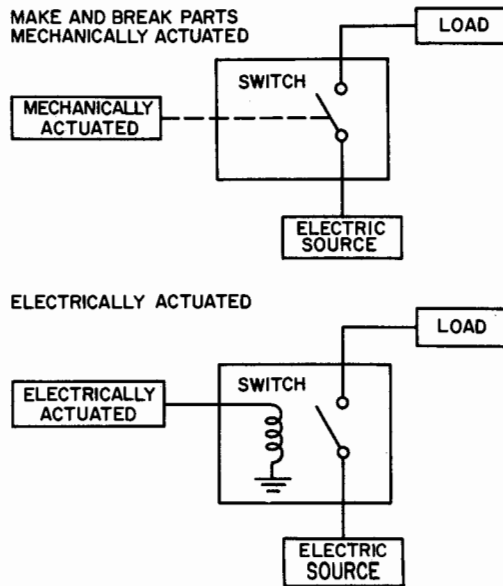 MAKE AND BREAK PARTS
MECHANICALLY ACTUATED
LOAD
SWITCH
MECHANICALLY
ACTUATED
ELECTRIC
SOURCE
ELECTRICALLY ACTUATED
LOAD
SWITCH
ELECTRICALLY
ACTUATED
ELECTRIC
SOURCE